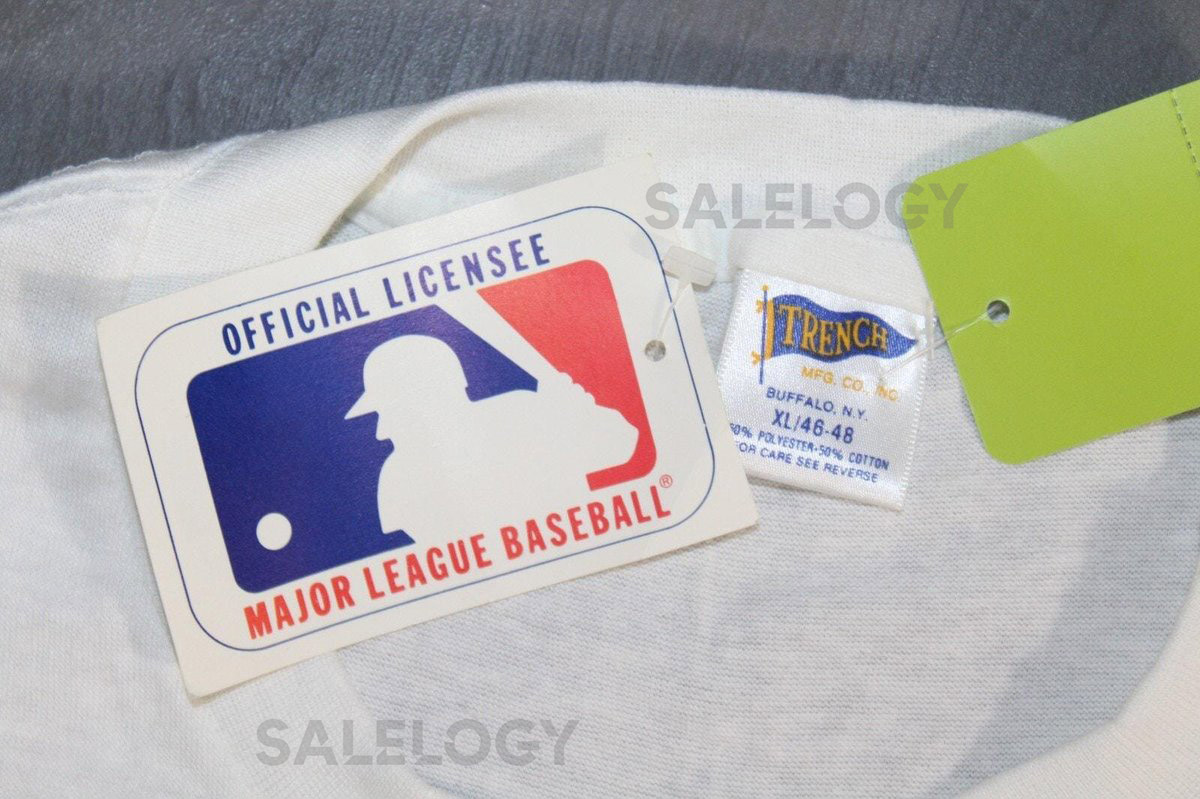 SALELOGY
OFFICIAL LICENSEE
MAJOR LEAGUE BASEBALL®
TRENCH
MFG. CO., INC
BUFFALO, N.Y.
XL/46-48
50% POLYESTER•50% COTTON
FOR CARE SEE REVERSE
SALELOGY